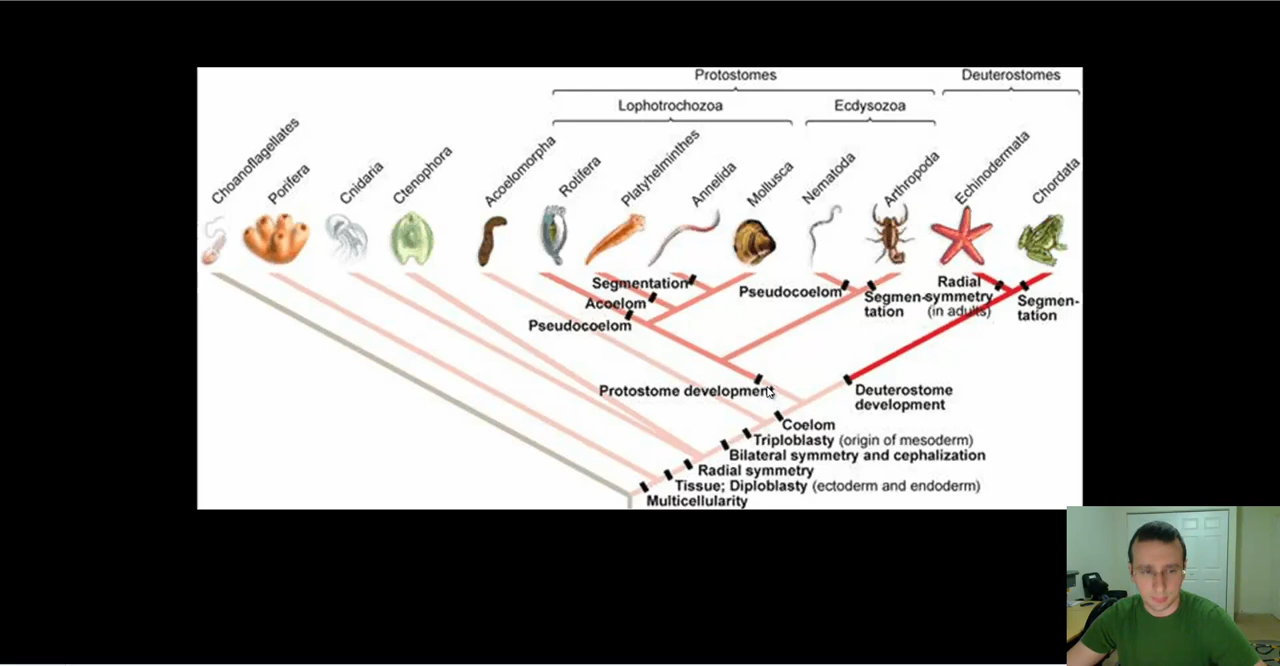 Protostomes
Deuterostomes
Lophotrochozoa
Ecdysozoa
Choanoflagellates
Porifera
Cnidaria
Ctenophora
Acoelomorpha
Rotifera
Platyhelminthes
Annelida
Mollusca
Nematoda
Arthropoda
Echinodermata
Chordata
Segmentation
Acoelom
Pseudocoelom
Pseudocoelom
Segmen-
tation
Radial
symmetry
(in adults)
Segmen-
tation
Protostome development
Deuterostome
development
Coelom
Triploblasty (origin of mesoderm)
Bilateral symmetry and cephalization
Radial symmetry
Tissue; Diploblasty (ectoderm and endoderm)
Multicellularity